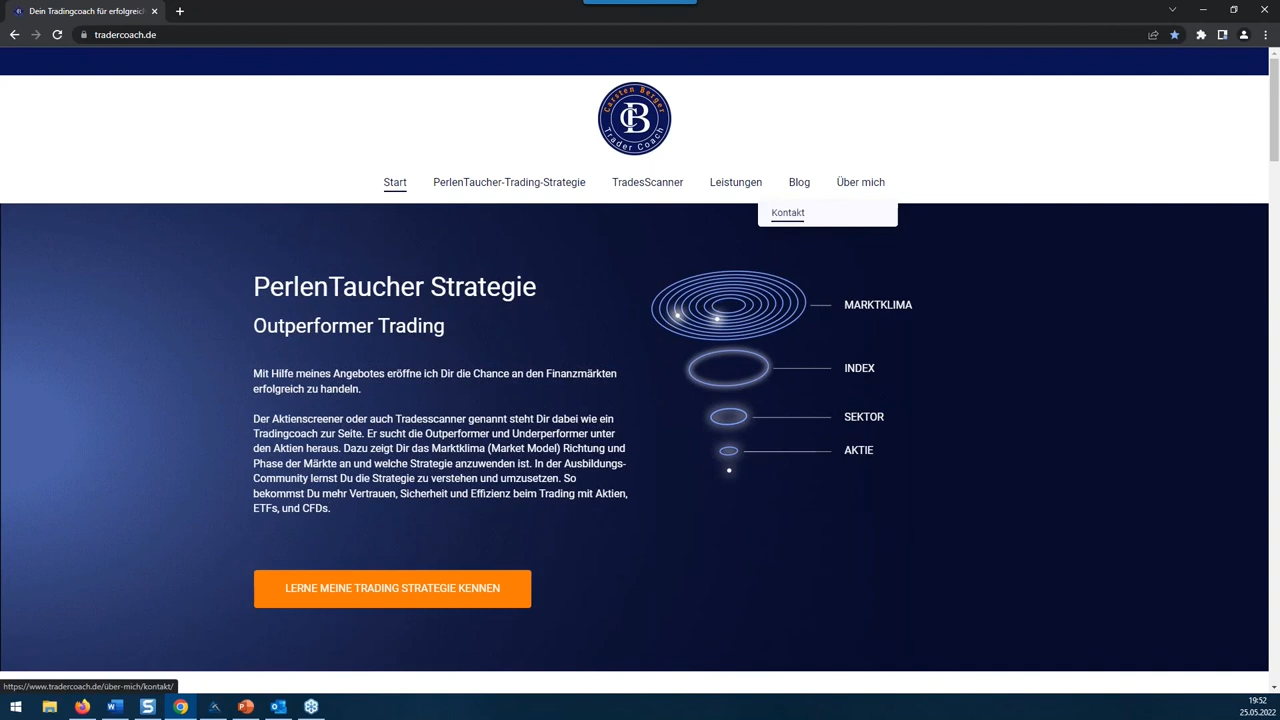 Dein Tradingcoach für erfolgreich
tradercoach.de
Carsten Berger
CB
Trader Coach
Start
PerlenTaucher-Trading-Strategie
TradesScanner
Leistungen
Blog
Über mich
Kontakt
PerlenTaucher Strategie
Outperformer Trading
Mit Hilfe meines Angebotes eröffne ich Dir die Chance an den Finanzmärkten
erfolgreich zu handeln.
Der Aktienscreener oder auch Tradesscanner genannt steht Dir dabei wie ein
Tradingcoach zur Seite. Er sucht die Outperformer und Underperformer unter
den Aktien heraus. Dazu zeigt Dir das Marktklima (Market Model) Richtung und
Phase der Märkte an und welche Strategie anzuwenden ist. In der Ausbildungs-
Community lernst Du die Strategie zu verstehen und umzusetzen. So
bekommst Du mehr Vertrauen, Sicherheit und Effizienz beim Trading mit Aktien,
ETFs, und CFDs.
MARKTKLIMA
INDEX
SEKTOR
AKTIE
LERNE MEINE TRADING STRATEGIE KENNEN
https://www.tradercoach.de/über-mich/kontakt/
19:52
25.05.2022